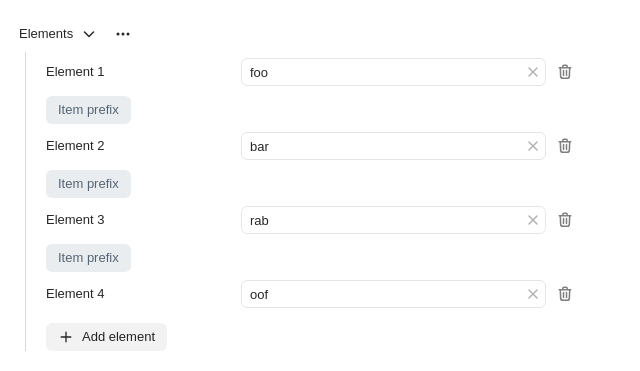 Elements
Element 1 foo
Item prefix
Element 2 bar
Item prefix
Element 3 rab
Item prefix
Element 4 oof
Add element